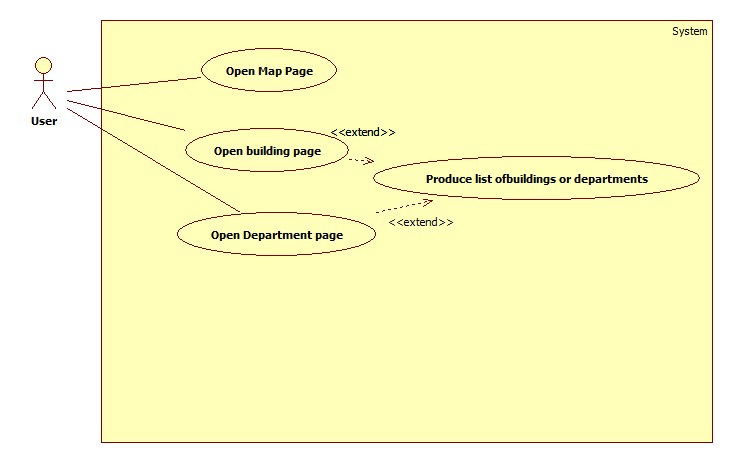 System
Open Map Page
User
<<extend>>
Open building page
Produce list ofbuildings or departments
<<extend>>
Open Department page